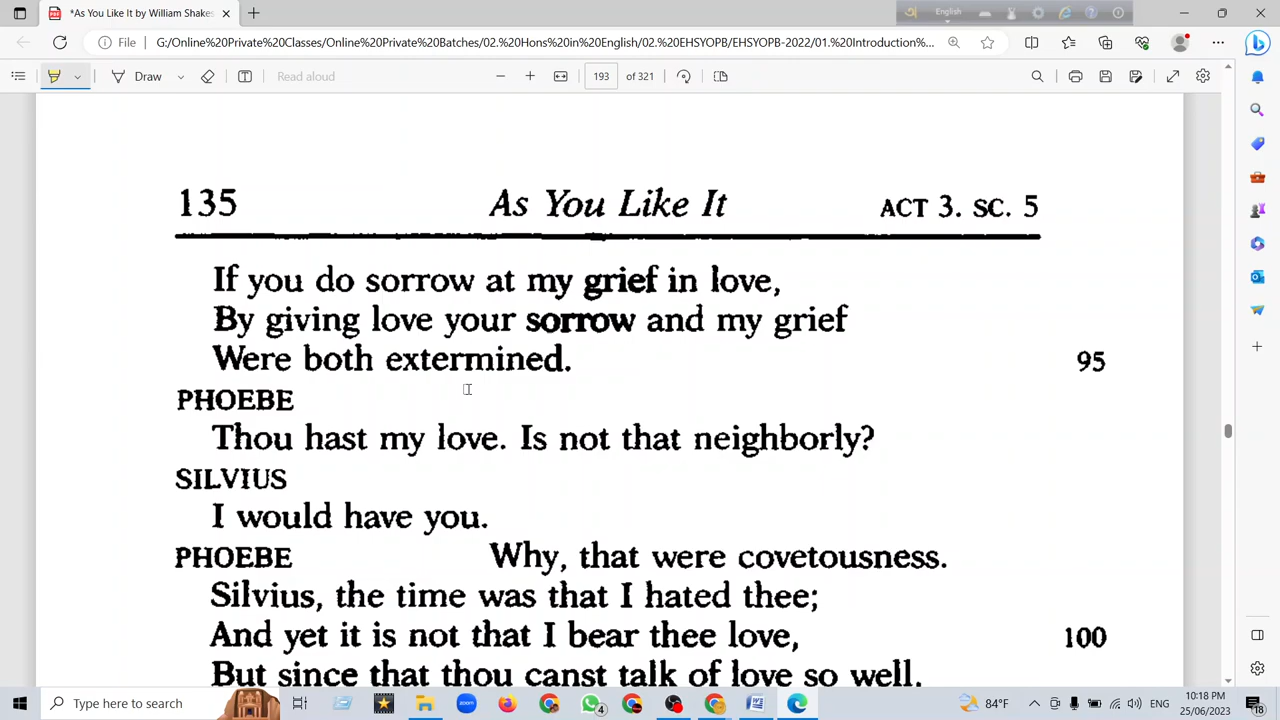 *As You Like It by William Shakes
File G:/Online%20Private%20Classes/Online%20Private%20Batches/02.%20Hons%20in%20English/02.%20EHSYOPB/EHSYOPB-2022/01.%20Introduction%...
English
Draw Read aloud 193 of 321
135 As You Like It ACT 3. SC. 5
If you do sorrow at my grief in love,
By giving love your sorrow and my grief
Were both extermined. 95
PHOEBE
Thou hast my love. Is not that neighborly?
SILVIUS
I would have you.
PHOEBE Why, that were covetousness.
Silvius, the time was that I hated thee;
And yet it is not that I bear thee love, 100
But since that thou canst talk of love so well,
Type here to search 4 84°F 10:18 PM
25/06/2023 18